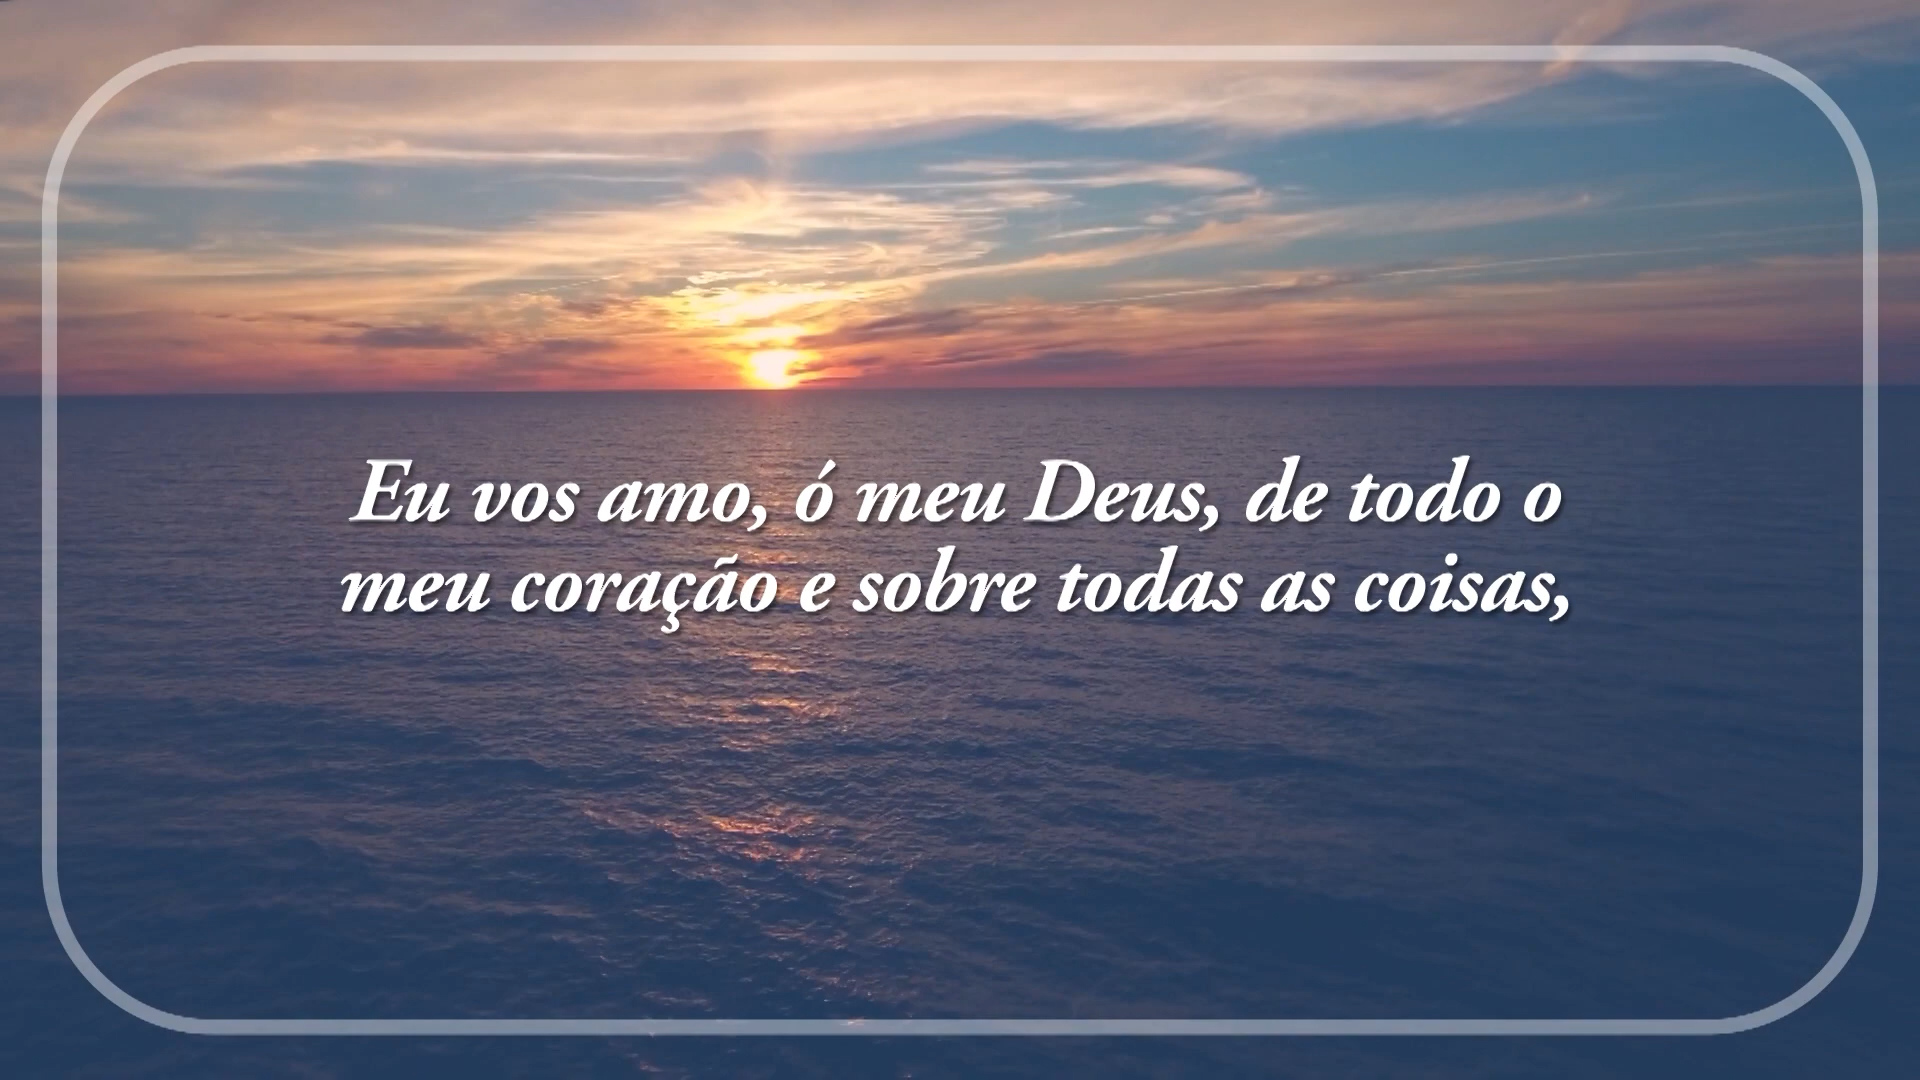 Eu vos amo, ó meu Deus, de todo o
meu coração e sobre todas as coisas,